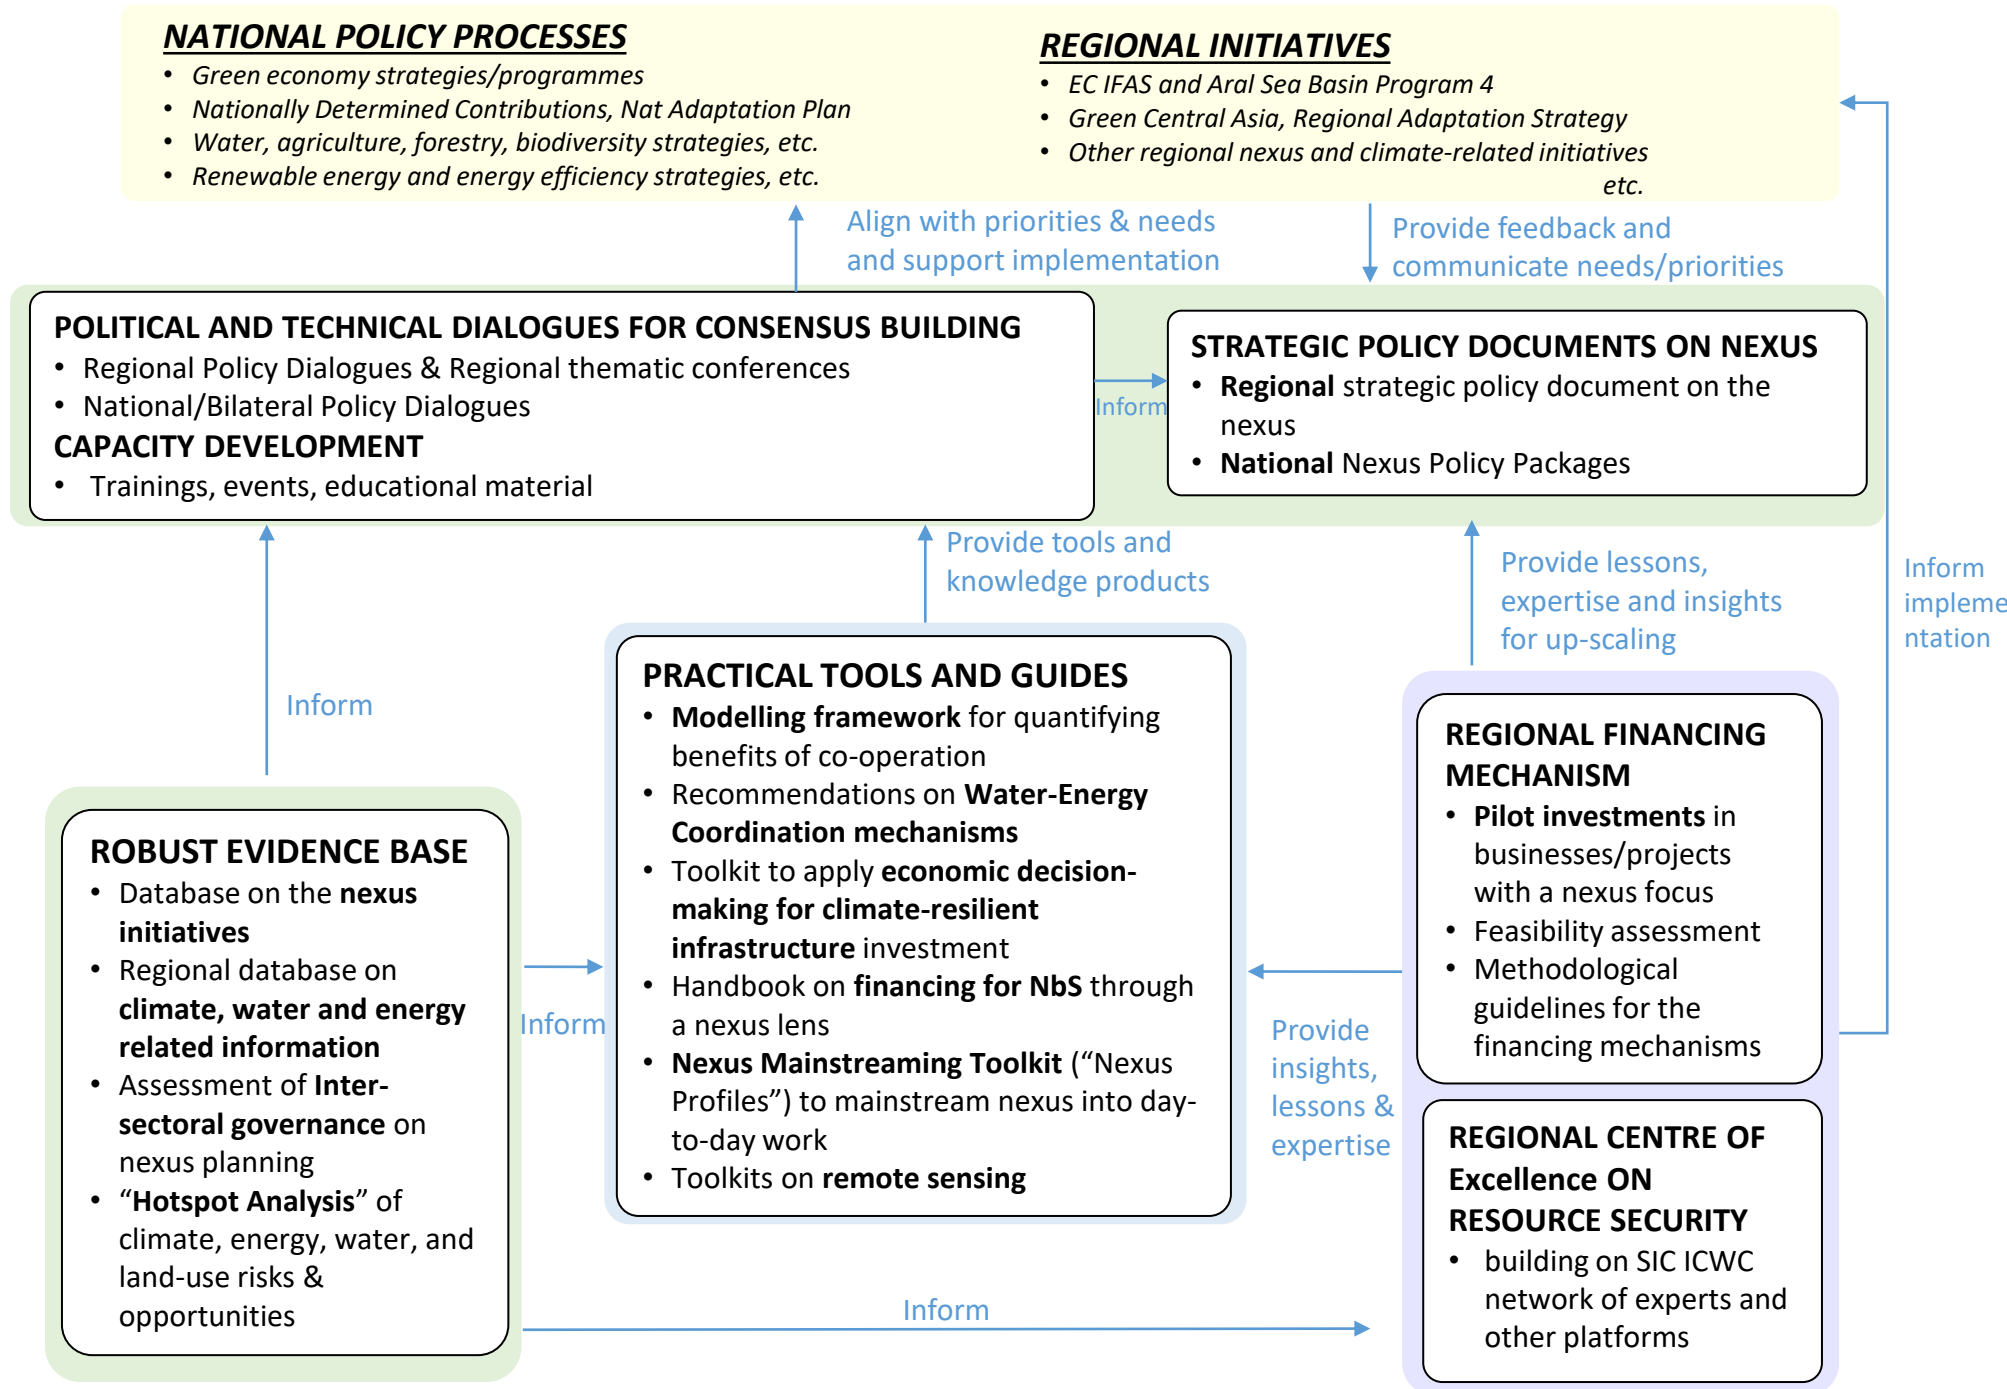 NATIONAL POLICY PROCESSES
• Green economy strategies/programmes
• Nationally Determined Contributions, Nat Adaptation Plan
• Water, agriculture, forestry, biodiversity strategies, etc.
• Renewable energy and energy efficiency strategies, etc.
REGIONAL INITIATIVES
• EC IFAS and Aral Sea Basin Program 4
• Green Central Asia, Regional Adaptation Strategy
• Other regional nexus and climate-related initiatives
etc.
Align with priorities & needs
and support implementation
Provide feedback and
communicate needs/priorities
POLITICAL AND TECHNICAL DIALOGUES FOR CONSENSUS BUILDING
• Regional Policy Dialogues & Regional thematic conferences
• National/Bilateral Policy Dialogues
CAPACITY DEVELOPMENT
• Trainings, events, educational material
Inform
STRATEGIC POLICY DOCUMENTS ON NEXUS
• Regional strategic policy document on the
nexus
• National Nexus Policy Packages
Inform
Provide tools and
knowledge products
Provide lessons,
expertise and insights
for up-scaling
Inform
impleme
ntation
ROBUST EVIDENCE BASE
• Database on the nexus
initiatives
• Regional database on
climate, water and energy
related information
• Assessment of Inter-
sectoral governance on
nexus planning
• “Hotspot Analysis” of
climate, energy, water, and
land-use risks &
opportunities
Inform
PRACTICAL TOOLS AND GUIDES
• Modelling framework for quantifying
benefits of co-operation
• Recommendations on Water-Energy
Coordination mechanisms
• Toolkit to apply economic decision-
making for climate-resilient
infrastructure investment
• Handbook on financing for NbS through
a nexus lens
• Nexus Mainstreaming Toolkit (“Nexus
Profiles”) to mainstream nexus into day-
to-day work
• Toolkits on remote sensing
Provide
insights,
lessons &
expertise
REGIONAL FINANCING
MECHANISM
• Pilot investments in
businesses/projects
with a nexus focus
• Feasibility assessment
• Methodological
guidelines for the
financing mechanisms
REGIONAL CENTRE OF
Excellence ON
RESOURCE SECURITY
• building on SIC ICWC
network of experts and
other platforms
Inform